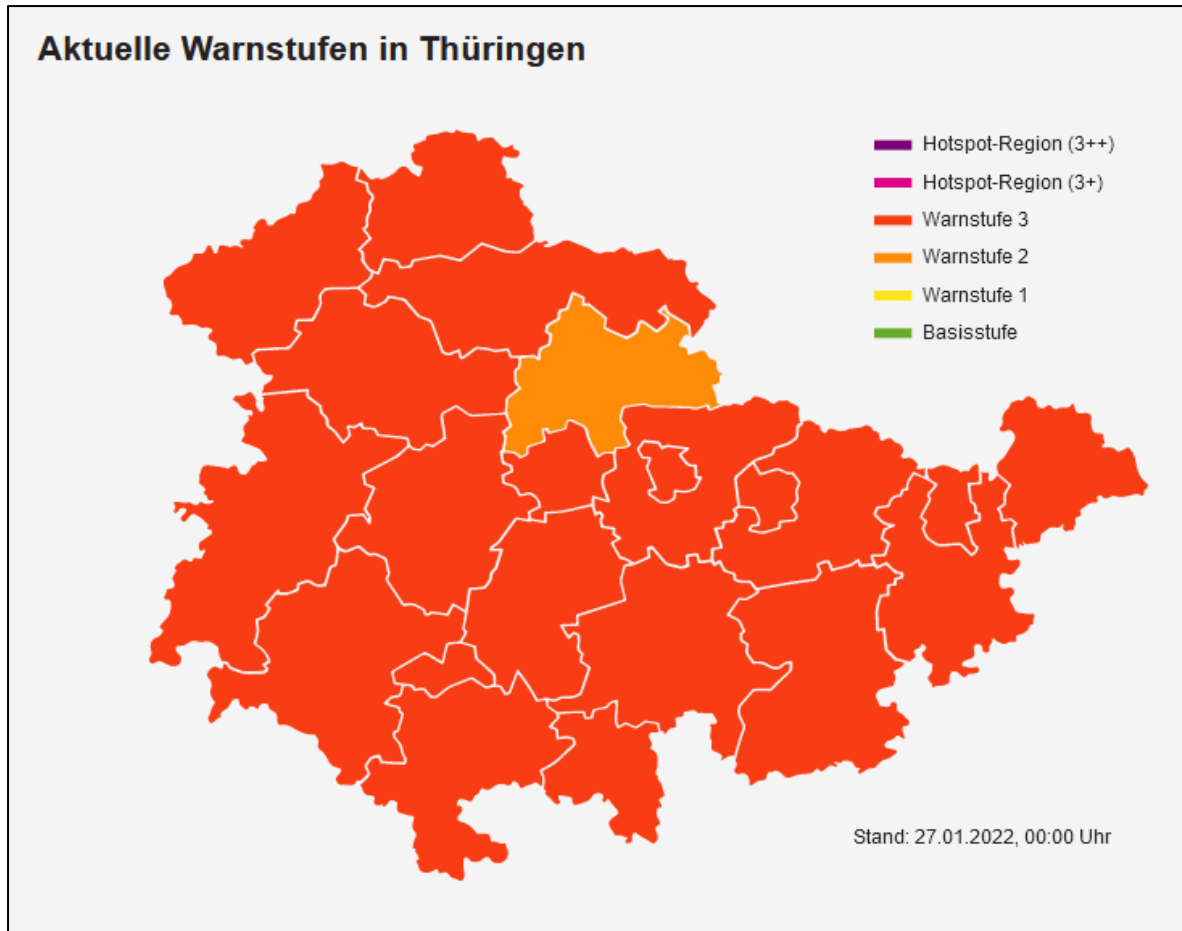 Aktuelle Warnstufen in Thüringen
Hotspot-Region (3++)
Hotspot-Region (3+)
Warnstufe 3
Warnstufe 2
Warnstufe 1
Basisstufe
Stand: 27.01.2022, 00:00 Uhr